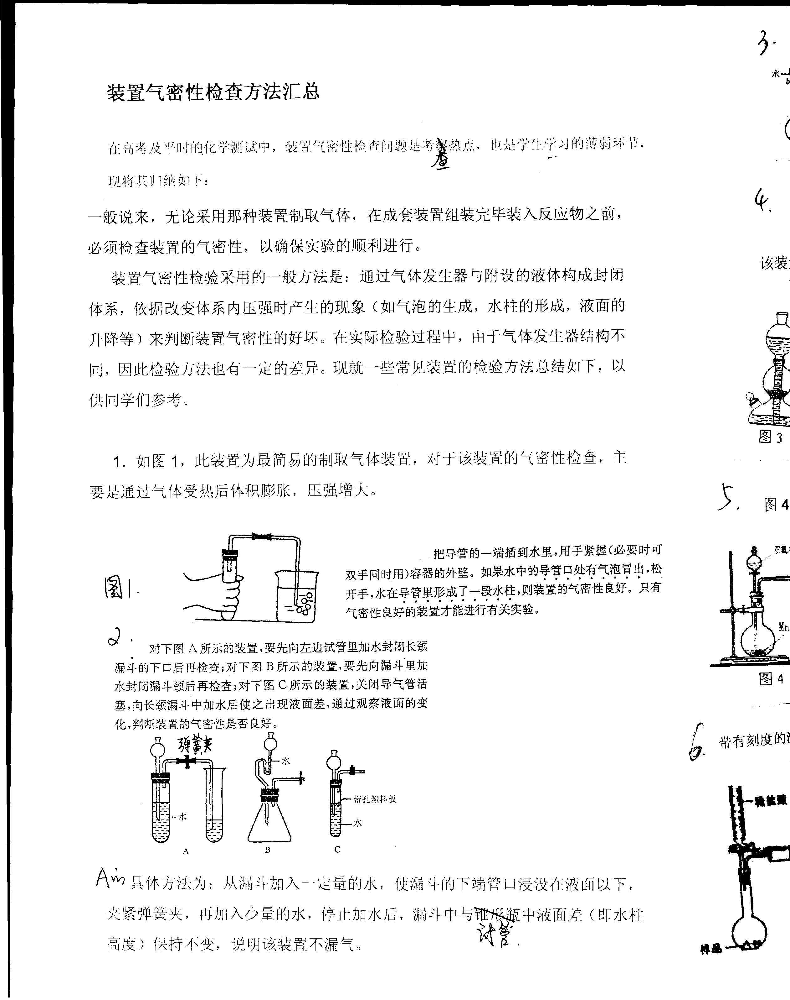 装置气密性检查方法汇总
在高考及平时的化学测试中，装置气密性检查问题是考察热点，也是学生学习的薄弱环节，
查
现将其归纳如下：
一般说来，无论采用那种装置制取气体，在成套装置组装完毕装入反应物之前，
必须检查装置的气密性，以确保实验的顺利进行。
装置气密性检验采用的一般方法是：通过气体发生器与附设的液体构成封闭
体系，依据改变体系内压强时产生的现象（如气泡的生成，水柱的形成，液面的
升降等）来判断装置气密性的好坏。在实际检验过程中，由于气体发生器结构不
同，因此检验方法也有一定的差异。现就一些常见装置的检验方法总结如下，以
供同学们参考。
1. 如图 1，此装置为最简易的制取气体装置，对于该装置的气密性检查，主
要是通过气体受热后体积膨胀，压强增大。
图1.
把导管的一端插到水里，用手紧握(必要时可
双手同时用)容器的外壁。如果水中的导管口处有气泡冒出，松
开手，水在导管里形成了一段水柱，则装置的气密性良好。只有
气密性良好的装置才能进行有关实验。
2.
对下图 A 所示的装置，要先向左边试管里加水封闭长颈
漏斗的下口后再检查；对下图 B 所示的装置，要先向漏斗里加
水封闭漏斗颈后再检查；对下图 C 所示的装置，关闭导气管活
塞，向长颈漏斗中加水后使之出现液面差，通过观察液面的变
化，判断装置的气密性是否良好。
弹簧夹
水
水
带孔塑料板
水
A
B
C
A的 具体方法为：从漏斗加入一定量的水，使漏斗的下端管口浸没在液面以下，
夹紧弹簧夹，再加入少量的水，停止加水后，漏斗中与锥形瓶中液面差（即水柱
试管.
高度）保持不变，说明该装置不漏气。
3.
水
b
4.
该装
图 3
5. 图 4
Mn
图 4
6. 带有刻度的
稀盐酸
样品